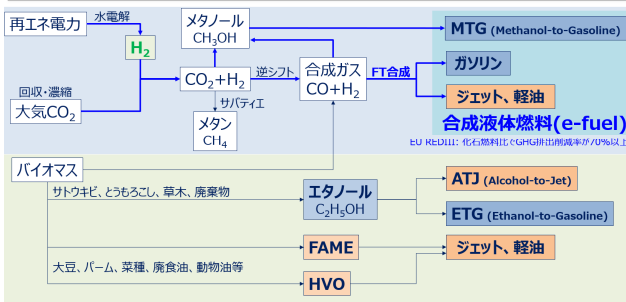 再エネ電力
水電解
H₂
回収・濃縮
大気CO₂
メタノール
CH₃OH
CO₂+H₂
サバティエ
メタン
CH₄
逆シフト
合成ガス
CO+H₂
FT合成
MTG (Methanol-to-Gasoline)
ガソリン
ジェット、軽油
合成液体燃料(e-fuel)
EU REDIII: 化石燃料比でGHG排出削減率が70%以上
バイオマス
サトウキビ、とうもろこし、草木、廃棄物
エタノール
C₂H₅OH
ATJ (Alcohol-to-Jet)
ETG (Ethanol-to-Gasoline)
FAME
ジェット、軽油
大豆、パーム、菜種、廃食油、動物油等
HVO